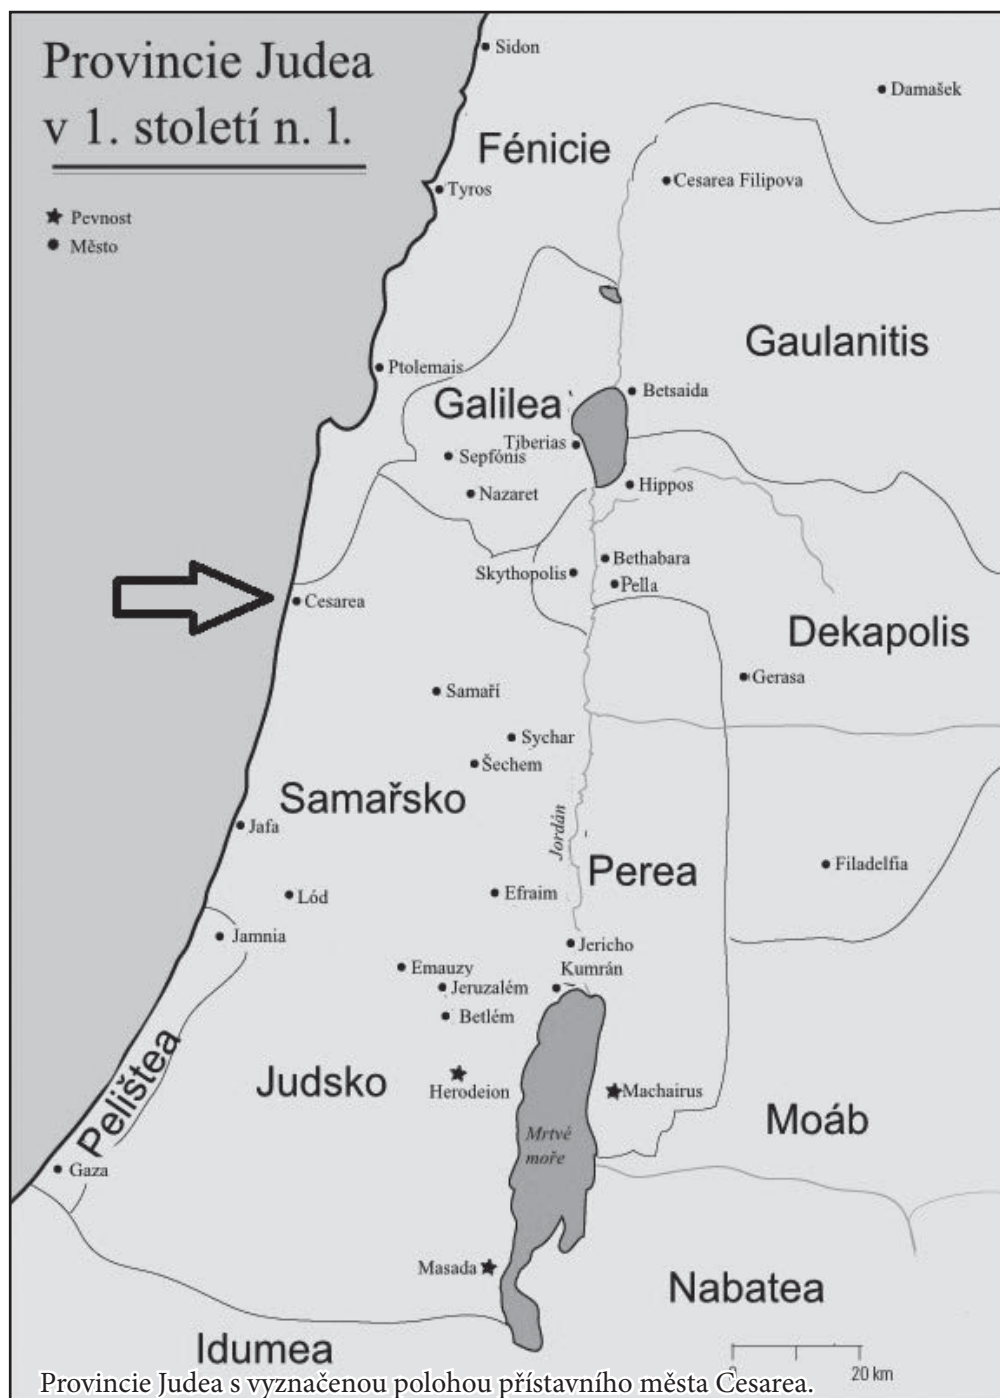 Provincie Judea
v 1. století n. l.
Pevnost
Město
Sidon
Damašek
Fénicie
Tyros
Cesarea Filipova
Gaulanitis
Ptolemais
Galilea
Betsaida
Tiberias
Sepfónis
Hippos
Nazaret
Bethabara
Skythopolis
Pella
Cesarea
Dekapolis
Gerasa
Samaří
Sychar
Šechem
Samařsko
Jafa
Jordán
Perea
Filadelfia
Efraim
Lód
Jamnia
Jericho
Emauzy
Kumrán
Jeruzalém
Betlém
Pelištea
Judsko
Herodeion
Machairus
Moáb
Mrtvé
moře
Gaza
Masada
Nabatea
Idumea
0 20 km
Provincie Judea s vyznačenou polohou přístavního města Cesarea.